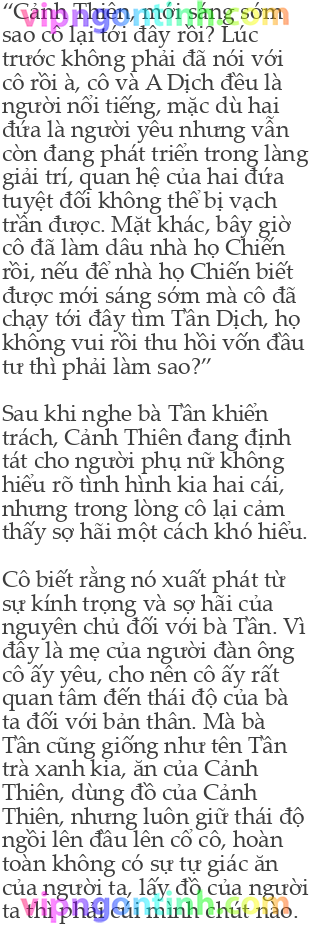 “Cảnh Thiên, mới sáng sớm
vipngontinh.com
sao cô lại tới đây rồi? Lúc
trước không phải đã nói với
cô rồi à, cô và A Dịch đều là
người nổi tiếng, mặc dù hai
đứa là người yêu nhưng vẫn
còn đang phát triển trong làng
giải trí, quan hệ của hai đứa
tuyệt đối không thể bị vạch
trần được. Mặt khác, bây giờ
cô đã làm dâu nhà họ Chiến
rồi, nếu để nhà họ Chiến biết
được mới sáng sớm mà cô đã
chạy tới đây tìm Tần Dịch, họ
không vui rồi thu hồi vốn đầu
tư thì phải làm sao?”
Sau khi nghe bà Tần khiển
trách, Cảnh Thiên đang định
tát cho người phụ nữ không
hiểu rõ tình hình kia hai cái,
nhưng trong lòng cô lại cảm
thấy sợ hãi một cách khó hiểu.
Cô biết rằng nó xuất phát từ
sự kính trọng và sợ hãi của
nguyên chủ đối với bà Tần. Vì
đây là mẹ của người đàn ông
cô ấy yêu, cho nên cô ấy rất
quan tâm đến thái độ của bà
ta đối với bản thân. Mà bà
Tần cũng giống như tên Tần
trà xanh kia, ăn của Cảnh
Thiên, dùng đồ của Cảnh
Thiên, nhưng luôn giữ thái độ
ngồi lên đầu lên cổ cô, hoàn
toàn không có sự tự giác ăn
của người ta, lấy đồ của người
ta thì phải cúi mình chút nào.
vipngontinh.com